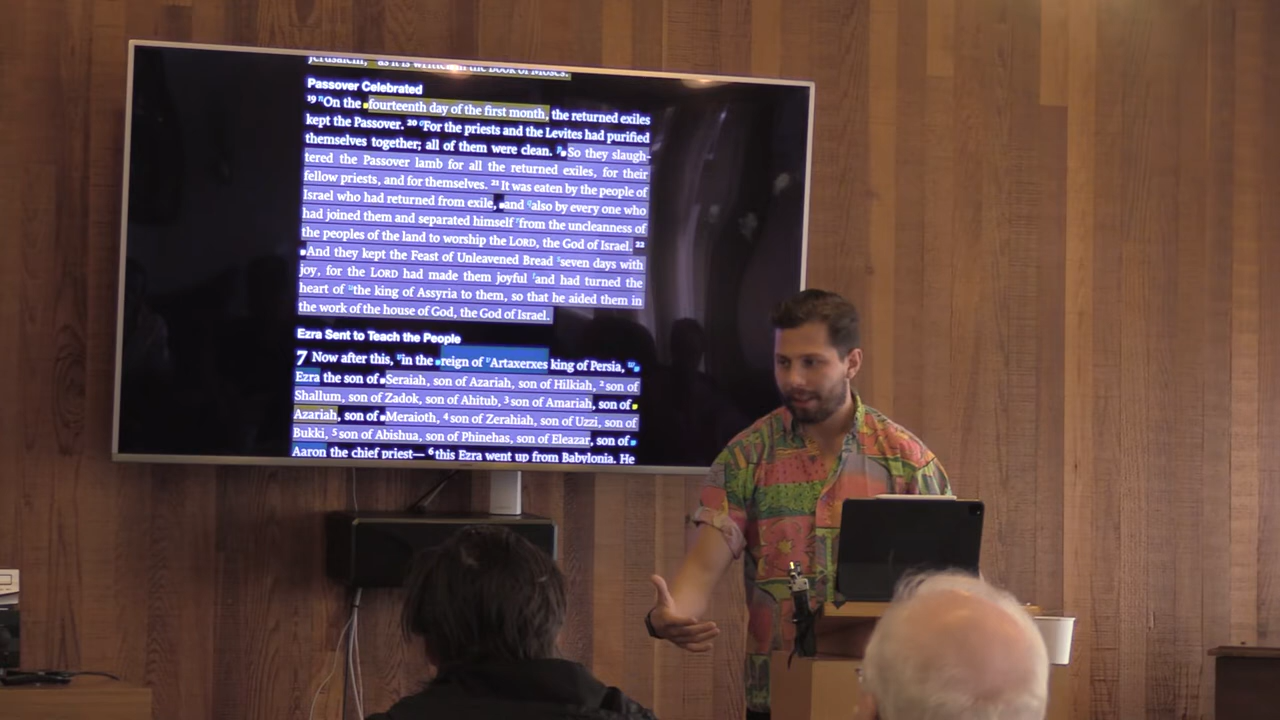 Jerusalem, as it is written in the Book of Moses.
Passover Celebrated
19 n On the fourteenth day of the first month, the returned exiles
kept the Passover. 20 o For the priests and the Levites had purified
themselves together; all of them were clean. p So they slaugh-
tered the Passover lamb for all the returned exiles, for their
fellow priests, and for themselves. 21 It was eaten by the people of
Israel who had returned from exile, and q also by every one who
had joined them and separated himself r from the uncleanness of
the peoples of the land to worship the LORD, the God of Israel. 22
And they kept the Feast of Unleavened Bread s seven days with
joy, for the LORD had made them joyful t and had turned the
heart of u the king of Assyria to them, so that he aided them in
the work of the house of God, the God of Israel.
Ezra Sent to Teach the People
7 Now after this, in the reign of v Artaxerxes king of Persia, w
Ezra the son of Seraiah, son of Azariah, son of Hilkiah, 2 son of
Shallum, son of Zadok, son of Ahitub, 3 son of Amariah, son of
Azariah, son of Meraioth, 4 son of Zerahiah, son of Uzzi, son of
Bukki, 5 son of Abishua, son of Phinehas, son of Eleazar, son of
Aaron the chief priest— 6 this Ezra went up from Babylonia. He